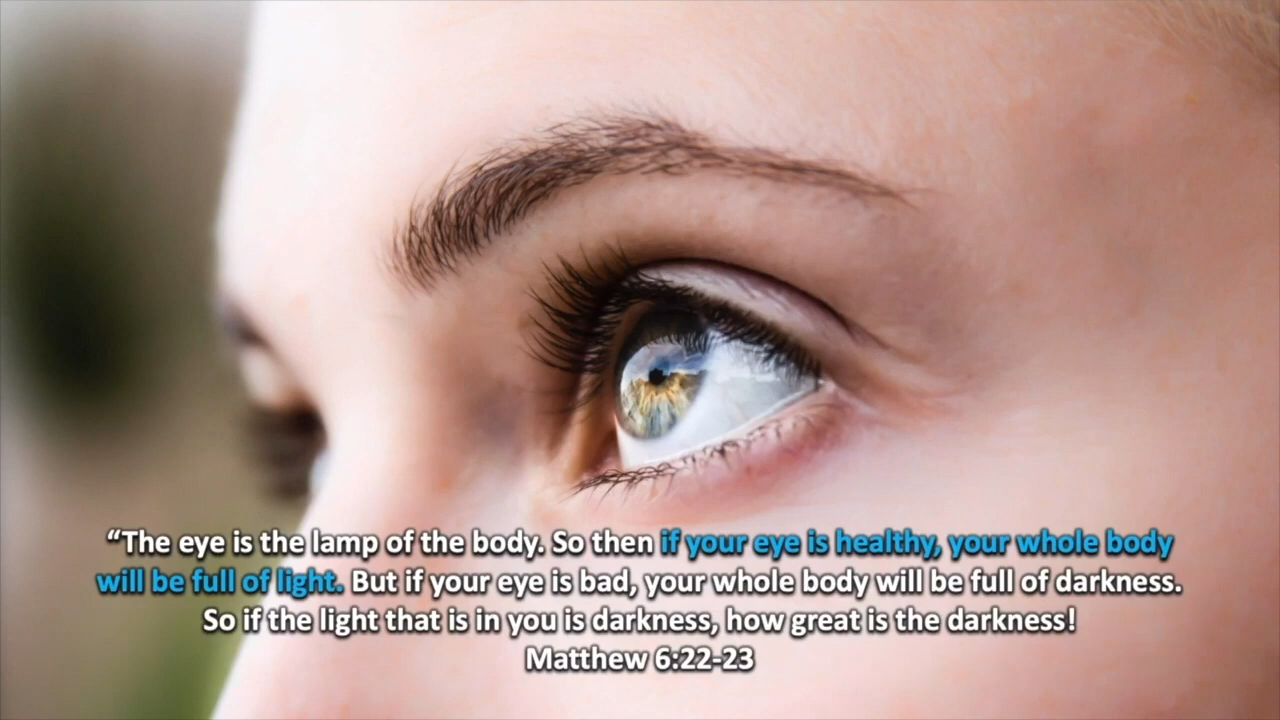 “The eye is the lamp of the body. So then if your eye is healthy, your whole body
will be full of light. But if your eye is bad, your whole body will be full of darkness.
So if the light that is in you is darkness, how great is the darkness!
Matthew 6:22-23